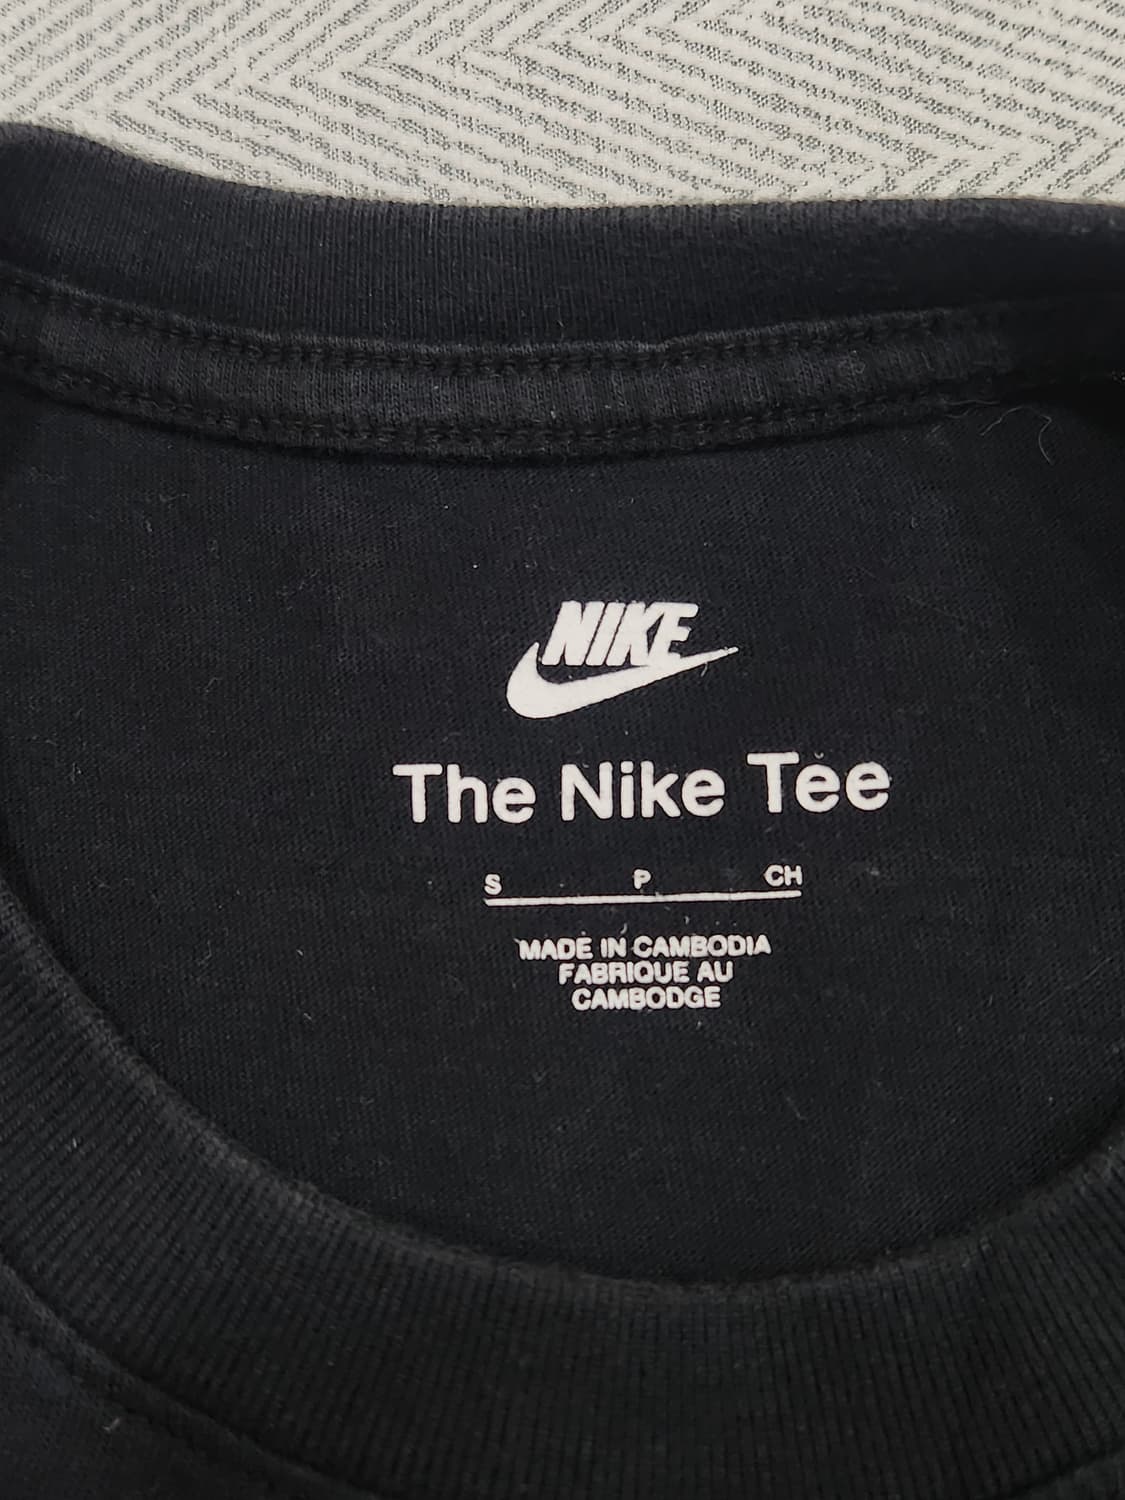 NIKE
The Nike Tee
S P CH
MADE IN CAMBODIA
FABRIQUE AU
CAMBODGE